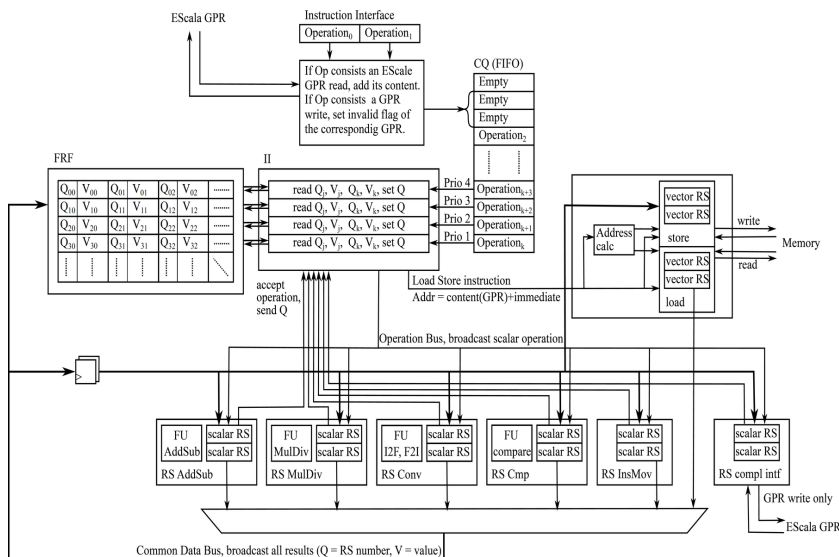 Instruction Interface
EScala GPR
Operation0 Operation1
If Op consists an EScale
GPR read, add its content.
If Op consists a GPR
write, set invalid flag of
the correspondig GPR.
CQ (FIFO)
Empty
Empty
Empty
Operation2
Operationk+3
Operationk+2
Operationk+1
Operationk
Prio 4
Prio 3
Prio 2
Prio 1
FRF
Q00 V00 Q01 V01 Q02 V02
Q10 V10 Q11 V11 Q12 V12
Q20 V20 Q21 V21 Q22 V22
Q30 V30 Q31 V31 Q32 V32
II
read Qj, Vj, Qk, Vk, set Q
read Qj, Vj, Qk, Vk, set Q
read Qj, Vj, Qk, Vk, set Q
read Qj, Vj, Qk, Vk, set Q
vector RS
vector RS
store
Address
calc
vector RS
vector RS
load
write
Memory
read
accept
operation,
send Q
Load Store instruction
Addr = content(GPR)+immediate
Operation Bus, broadcast scalar operation
FU
AddSub
scalar RS
scalar RS
RS AddSub
FU
MulDiv
scalar RS
scalar RS
RS MulDiv
FU
I2F, F2I
scalar RS
scalar RS
RS Conv
FU
compare
scalar RS
scalar RS
RS Cmp
scalar RS
scalar RS
RS InsMov
scalar RS
scalar RS
RS compl intf
GPR write only
EScala GPR
Common Data Bus, broadcast all results (Q = RS number, V = value)